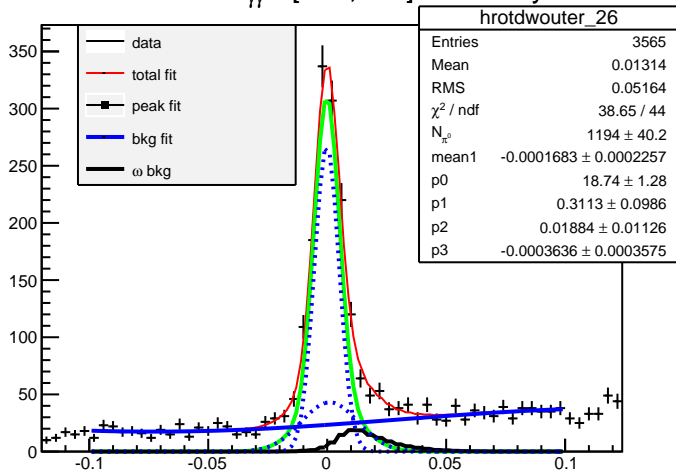 hrotdwouter_26
Entries 3565
Mean 0.01314
RMS 0.05164
χ² / ndf 38.65 / 44
N_π⁰ 1194 ± 40.2
mean1 -0.0001683 ± 0.0002257
p0 18.74 ± 1.28
p1 0.3113 ± 0.0986
p2 0.01884 ± 0.01126
p3 -0.0003636 ± 0.0003575
data
total fit
peak fit
bkg fit
ω bkg
350
300
250
200
150
100
50
0
-0.1 -0.05 0 0.05 0.1